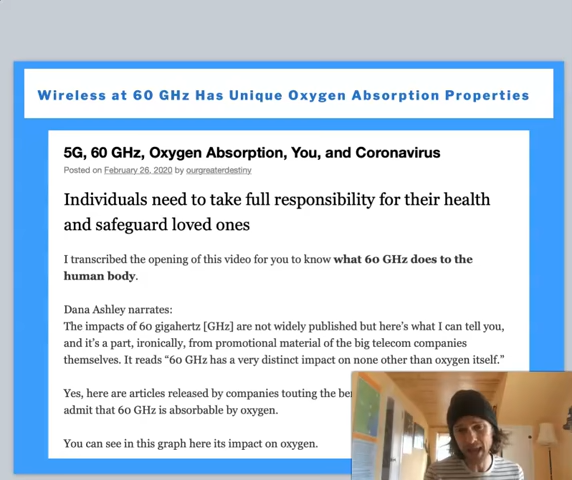 Wireless at 60 GHz Has Unique Oxygen Absorption Properties
5G, 60 GHz, Oxygen Absorption, You, and Coronavirus
Posted on February 26, 2020 by ourgreaterdestiny
Individuals need to take full responsibility for their health
and safeguard loved ones
I transcribed the opening of this video for you to know what 60 GHz does to the
human body.
Dana Ashley narrates:
The impacts of 60 gigahertz [GHz] are not widely published but here's what I can tell you,
and it's a part, ironically, from promotional material of the big telecom companies
themselves. It reads “60 GHz has a very distinct impact on none other than oxygen itself.”
Yes, here are articles released by companies touting the
admit that 60 GHz is absorbable by oxygen.
You can see in this graph here its impact on oxygen.